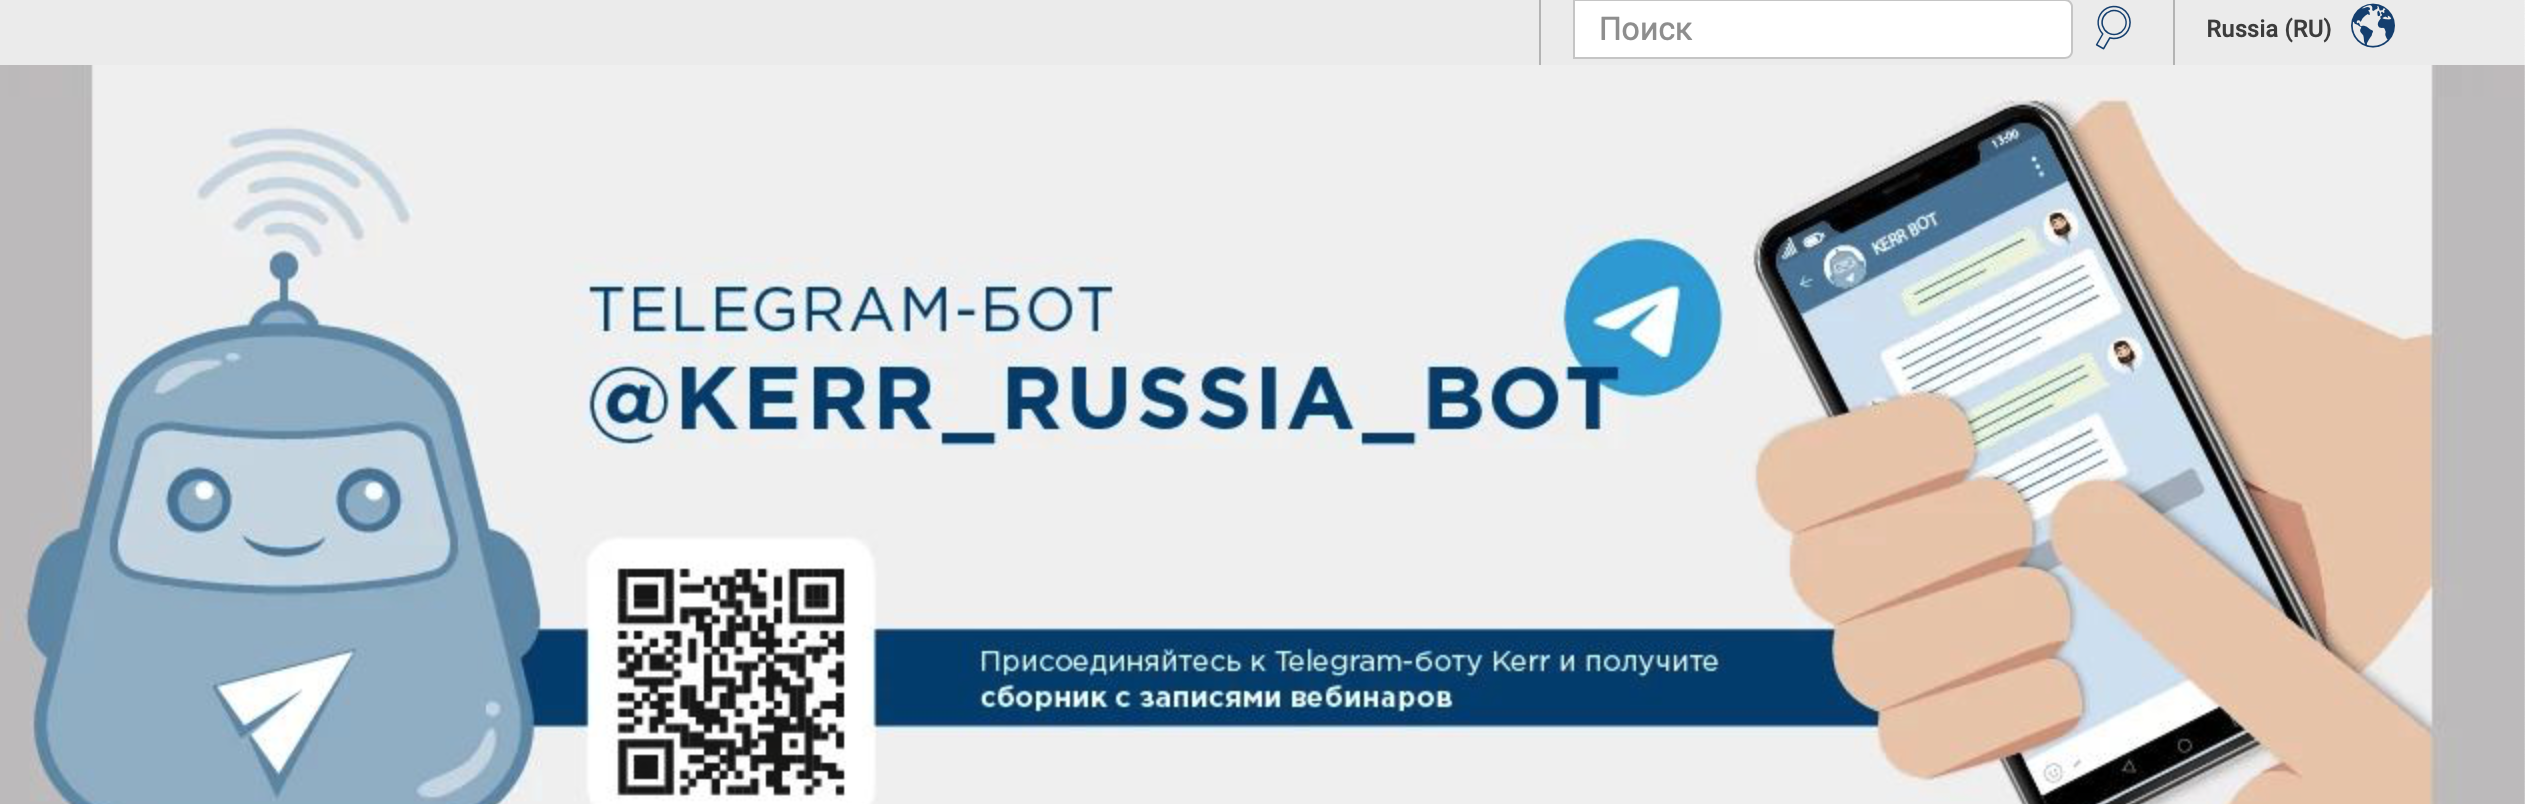 Поиск
Russia (RU)
13:00
KERR BOT
TELEGRAM-БОТ
@KERR_RUSSIA_BOT
Присоединяйтесь к Telegram-боту Kerr и получите
сборник с записями вебинаров